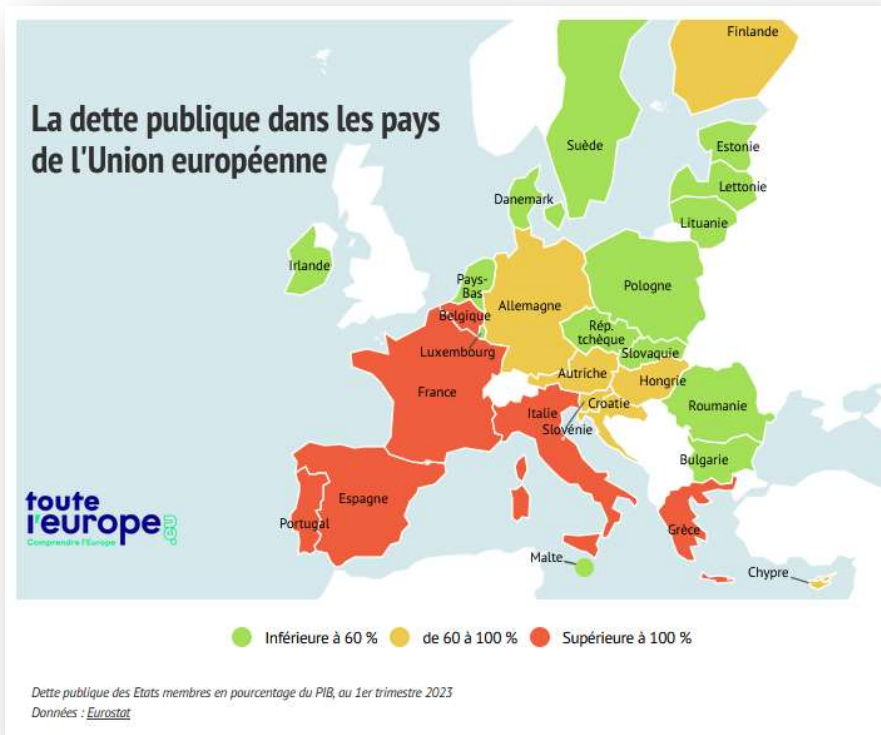 La dette publique dans les pays
de l'Union européenne
Finlande
Suède
Estonie
Lettonie
Danemark
Lituanie
Irlande
Pays-
Bas
Allemagne
Pologne
Belgique
Rép.
tchèque
Luxembourg
Slovaquie
Autriche
Hongrie
France
Croatie
Italie
Roumanie
Slovénie
Bulgarie
Espagne
Portugal
Grèce
toute
l'europe.eu
Comprendre l'Europe
Malte
Chypre
Inférieure à 60 %
de 60 à 100 %
Supérieure à 100 %
Dette publique des Etats membres en pourcentage du PIB, au 1er trimestre 2023
Données : Eurostat